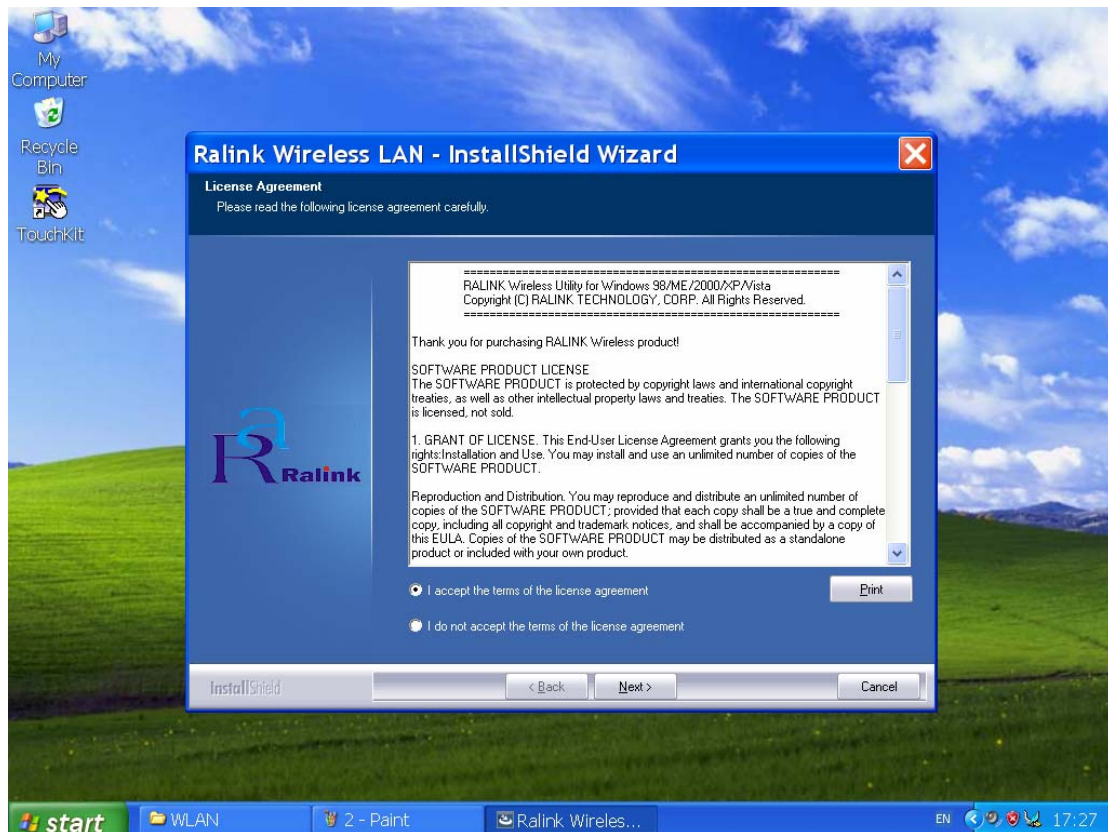 My
Computer
Recycle
Bin
TouchKit
Ralink Wireless LAN - InstallShield Wizard
License Agreement
Please read the following license agreement carefully.
=========================================================
RALINK Wireless Utility for Windows 98/ME/2000/XP/Vista
Copyright (C) RALINK TECHNOLOGY, CORP. All Rights Reserved.
=========================================================
Thank you for purchasing RALINK Wireless product!
SOFTWARE PRODUCT LICENSE
The SOFTWARE PRODUCT is protected by copyright laws and international copyright
treaties, as well as other intellectual property laws and treaties. The SOFTWARE PRODUCT
is licensed, not sold.
1. GRANT OF LICENSE. This End-User License Agreement grants you the following
rights:Installation and Use. You may install and use an unlimited number of copies of the
SOFTWARE PRODUCT.
Reproduction and Distribution. You may reproduce and distribute an unlimited number of
copies of the SOFTWARE PRODUCT; provided that each copy shall be a true and complete
copy, including all copyright and trademark notices, and shall be accompanied by a copy of
this EULA. Copies of the SOFTWARE PRODUCT may be distributed as a standalone
product or included with your own product.
Ralink
I accept the terms of the license agreement
Print
I do not accept the terms of the license agreement
InstallShield
< Back
Next >
Cancel
start
WLAN
2 - Paint
Ralink Wireles...
EN
17:27